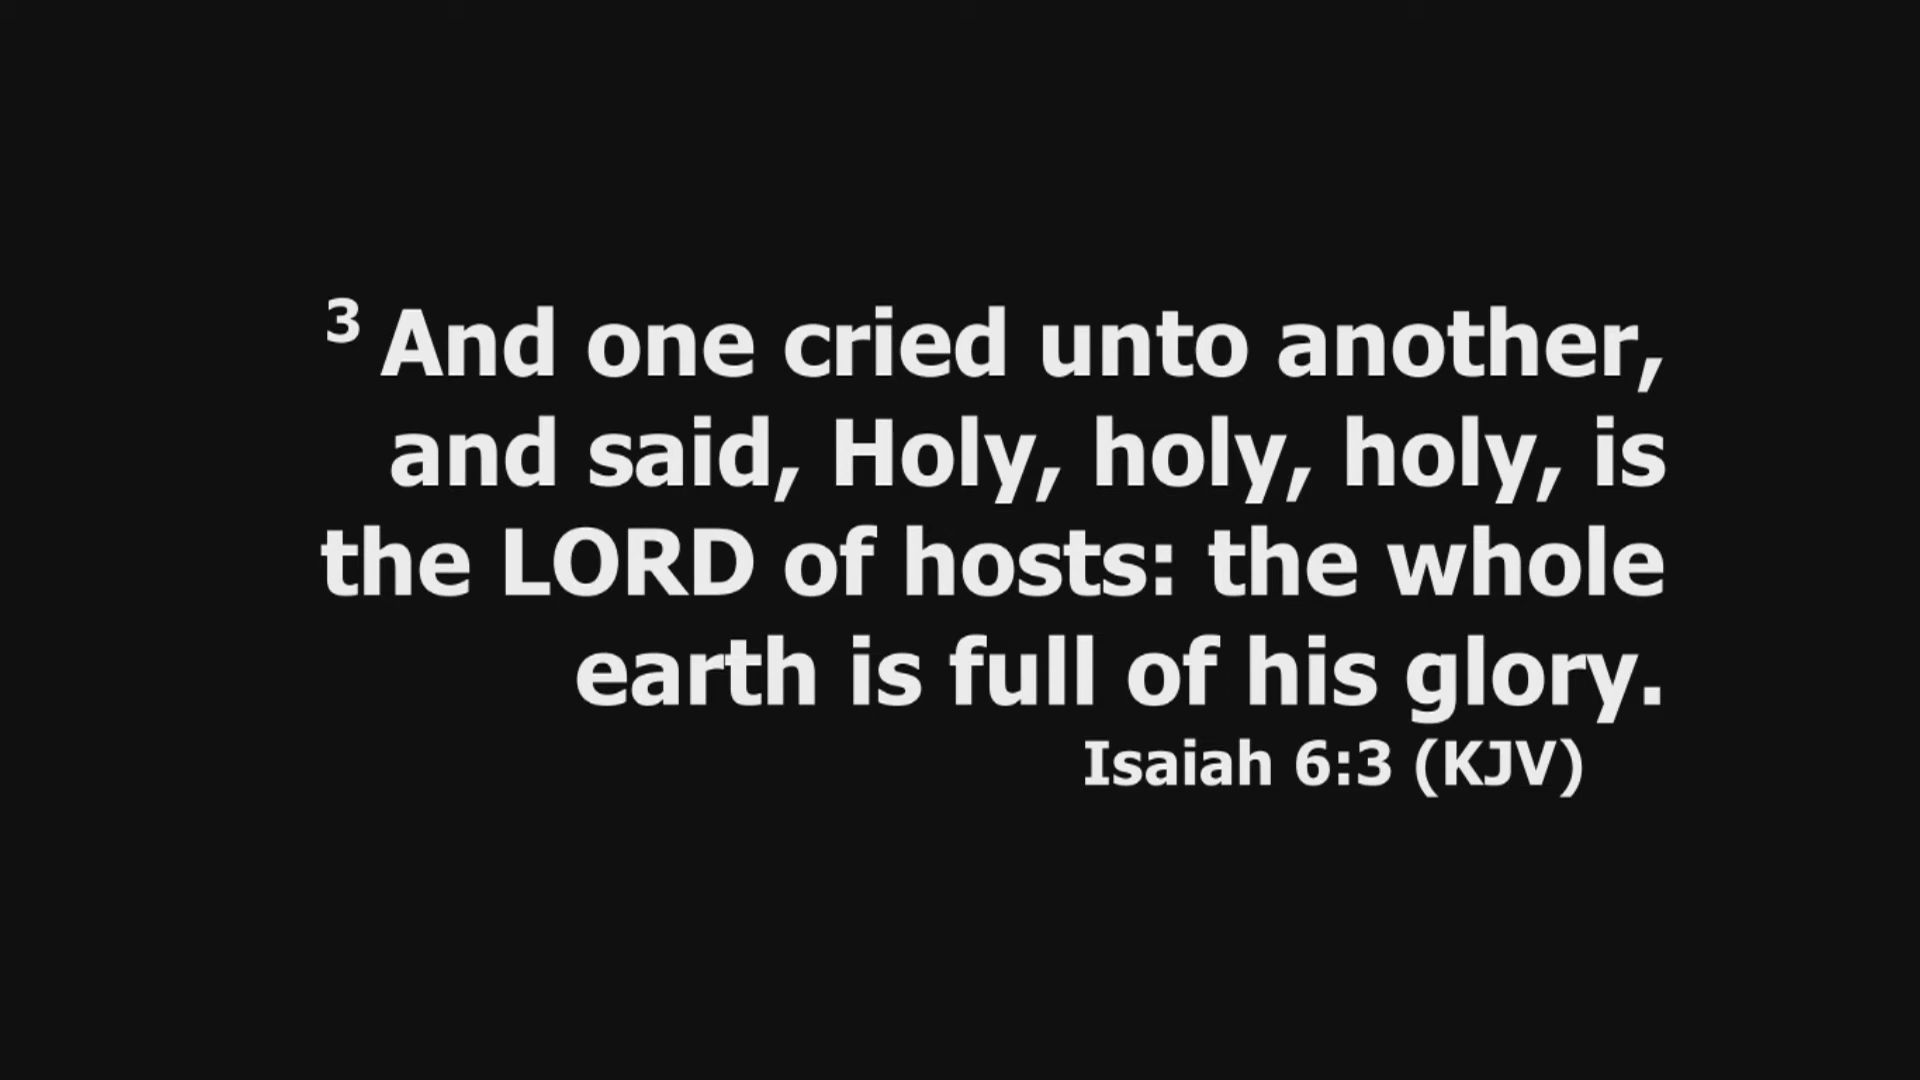 3 And one cried unto another,
and said, Holy, holy, holy, is
the LORD of hosts: the whole
earth is full of his glory.
Isaiah 6:3 (KJV)